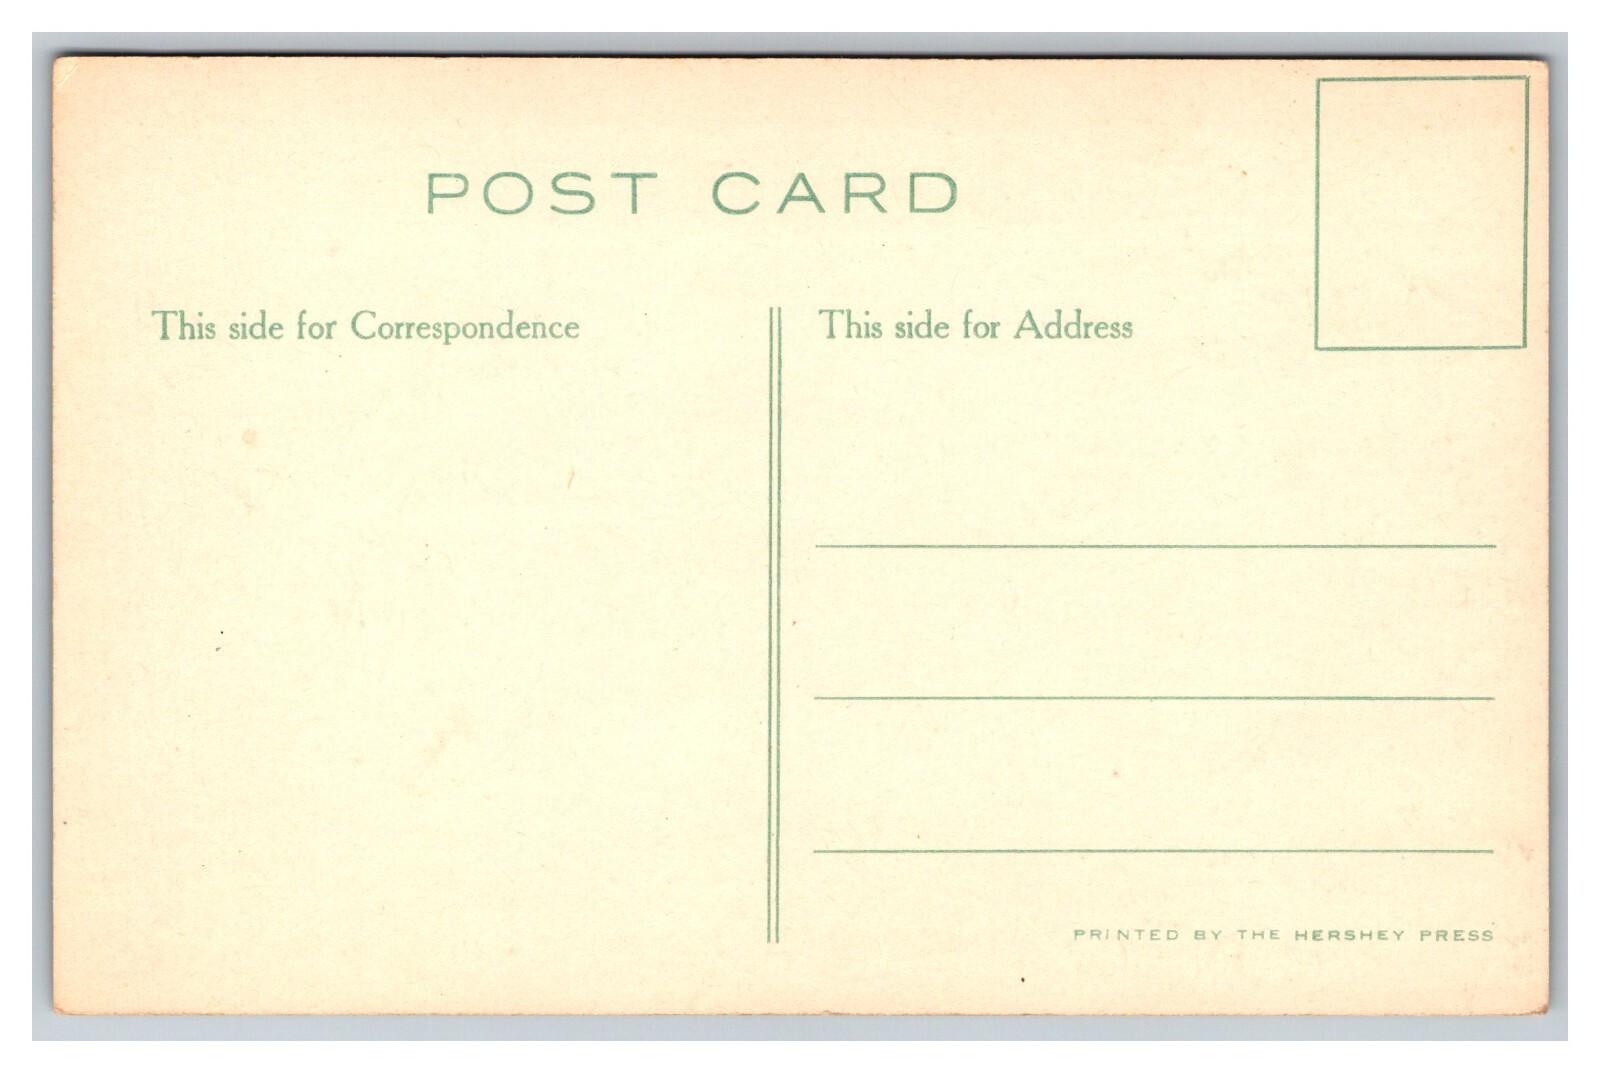 POST CARD
This side for Correspondence
This side for Address
PRINTED BY THE HERSHEY PRESS